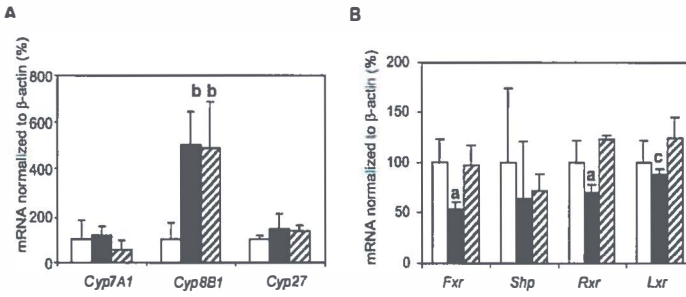 A
mRNA normalized to β-actin (%)
800
600
400
200
0
b b
Cyp7A1 Cyp8B1 Cyp27
B
mRNA normalized to β-actin (%)
200
150
100
50
0
a a c
Fxr Shp Rxr Lxr